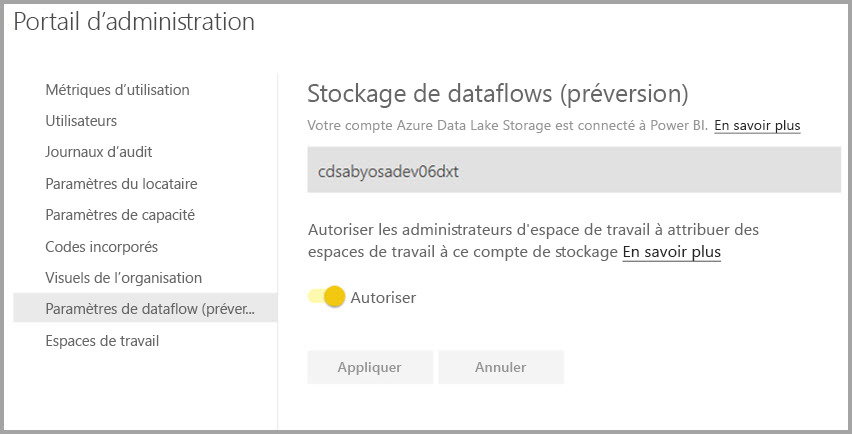 Portail d’administration
Métriques d’utilisation
Utilisateurs
Journaux d’audit
Paramètres du locataire
Paramètres de capacité
Codes incorporés
Visuels de l’organisation
Paramètres de dataflow (préver...
Espaces de travail
Stockage de dataflows (préversion)
Votre compte Azure Data Lake Storage est connecté à Power BI. En savoir plus
cdsabyosadev06dxt
Autoriser les administrateurs d'espace de travail à attribuer des
espaces de travail à ce compte de stockage En savoir plus
Autoriser
Appliquer Annuler